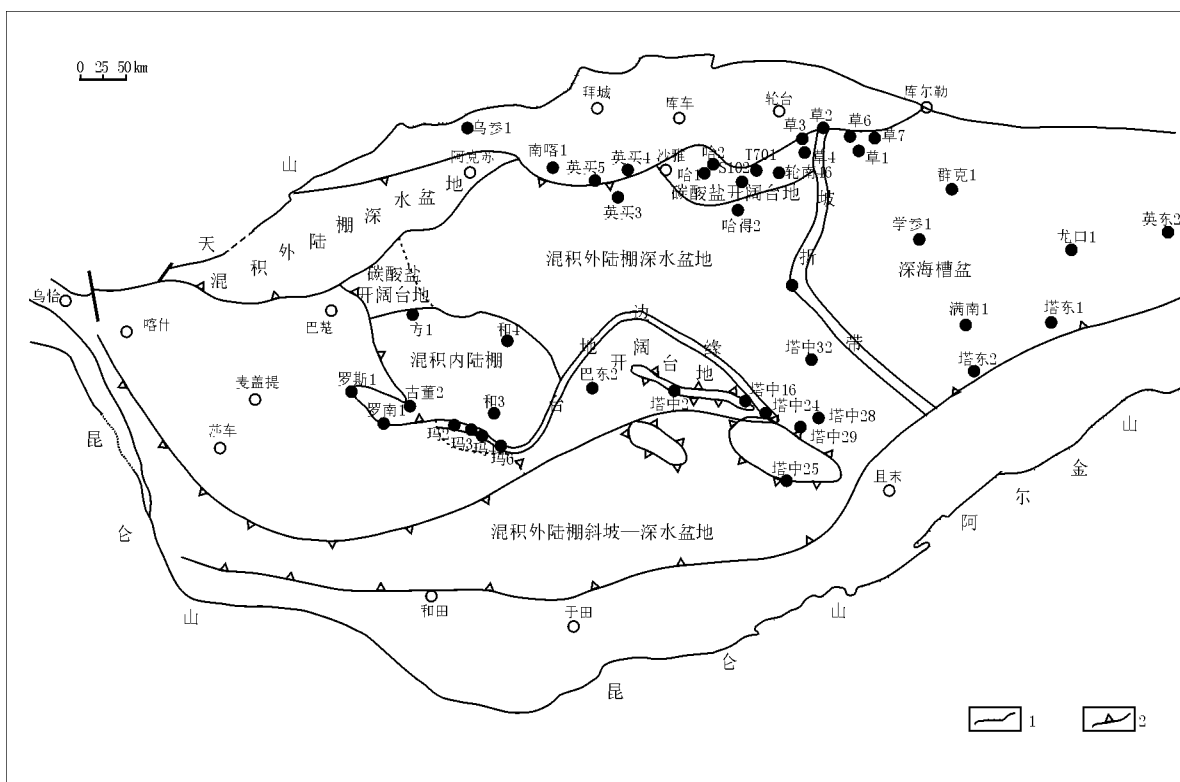 0 25 50km
拜城
库车
轮台
库尔勒
乌参1
阿克苏
南喀1
英买5
英买4
英买3
沙雅
哈1
哈2
S102
T701
轮南46
草3
草2
草4
草6
草7
草1
群克1
学参1
尤口1
英东2
碳酸盐开阔台地
哈得2
坡
折
带
山
天
混积外陆棚深水盆地
混积外陆棚深水盆地
深海槽盆
乌恰
喀什
巴楚
碳酸盐
开阔台地
方1
和4
混积内陆棚
边
缘
台
地
开阔台地
巴东2
塔中32
满南1
塔东1
塔东2
麦盖提
罗斯1
古董2
罗南1
和3
玛2
玛3
玛
玛6
塔中2
塔中16
塔中24
塔中28
塔中29
塔中25
莎车
且末
混积外陆棚斜坡—深水盆地
昆
仑
山
和田
于田
昆
仑
山
阿
尔
金
山
1
2